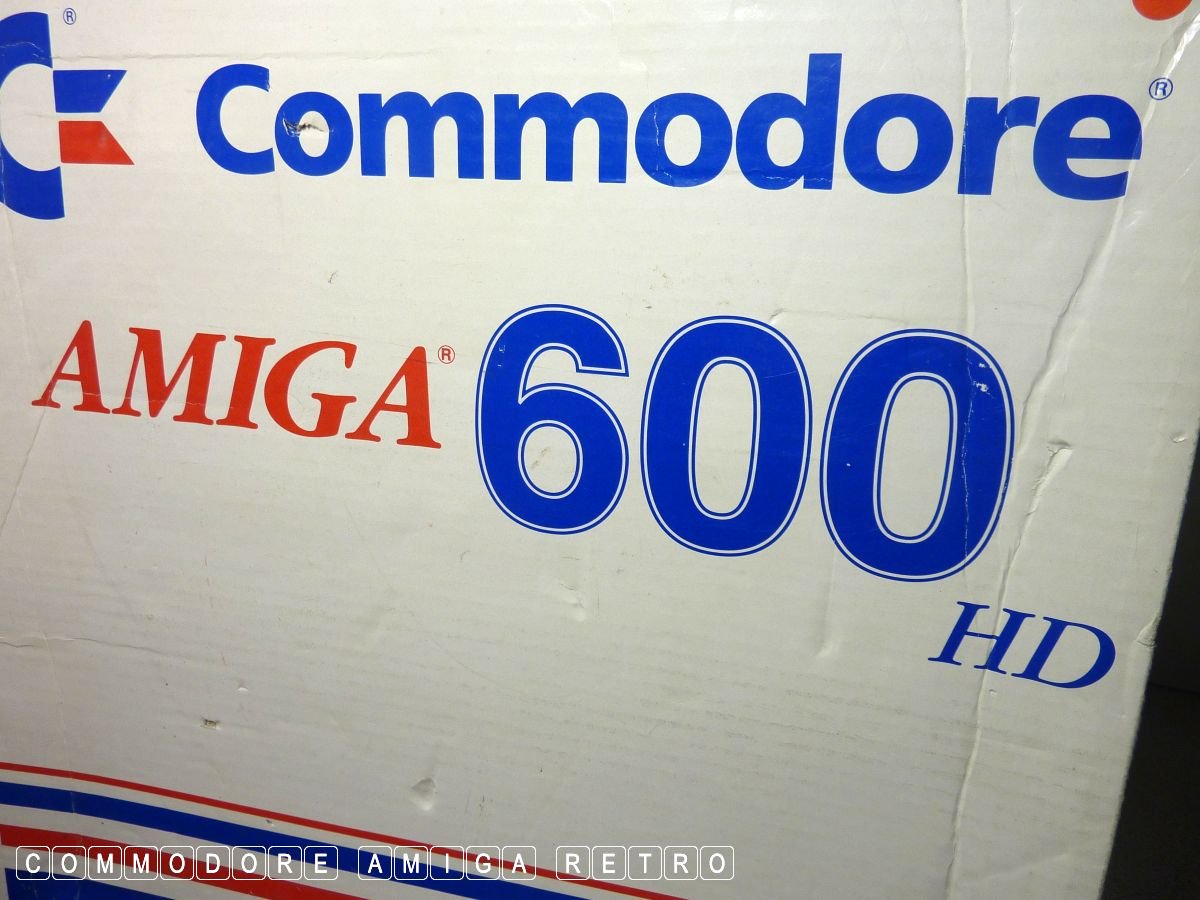 Commodore®
AMIGA® 600
HD
COMMODORE AMIGA RETRO